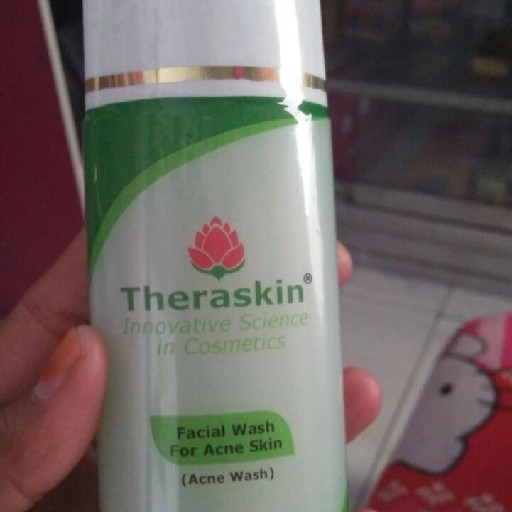 Theraskin®
Innovative Science
in Cosmetics
Facial Wash
For Acne Skin
(Acne Wash)